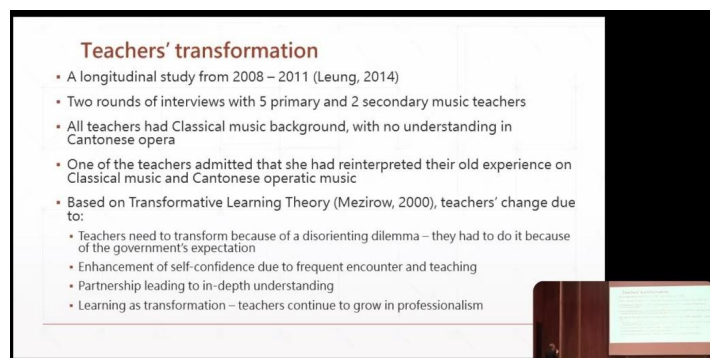 Teachers' transformation
▪ A longitudinal study from 2008 – 2011 (Leung, 2014)
▪ Two rounds of interviews with 5 primary and 2 secondary music teachers
▪ All teachers had Classical music background, with no understanding in
Cantonese opera
▪ One of the teachers admitted that she had reinterpreted their old experience on
Classical music and Cantonese operatic music
▪ Based on Transformative Learning Theory (Mezirow, 2000), teachers' change due
to:
▪ Teachers need to transform because of a disorienting dilemma – they had to do it because
of the government's expectation
▪ Enhancement of self-confidence due to frequent encounter and teaching
▪ Partnership leading to in-depth understanding
▪ Learning as transformation – teachers continue to grow in professionalism